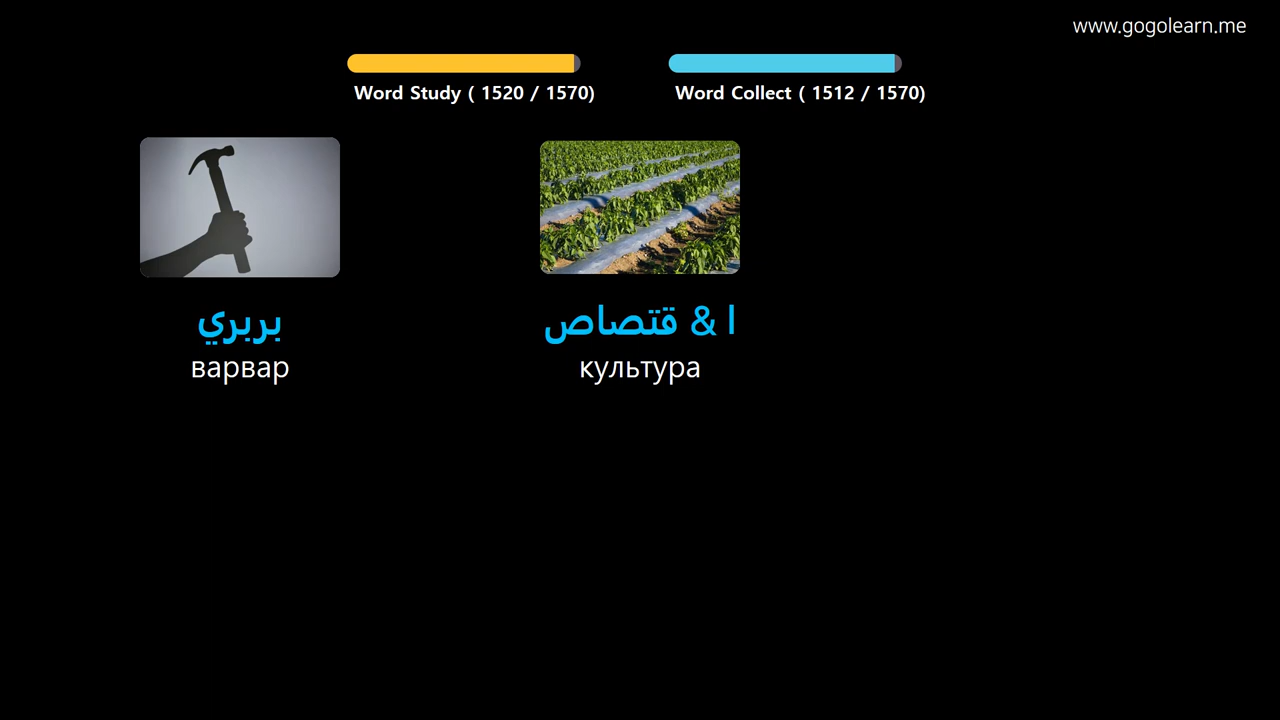 www.gogolearn.me
Word Study ( 1520 / 1570)
Word Collect ( 1512 / 1570)
بربري
варвар
ا & قتصاص
культура